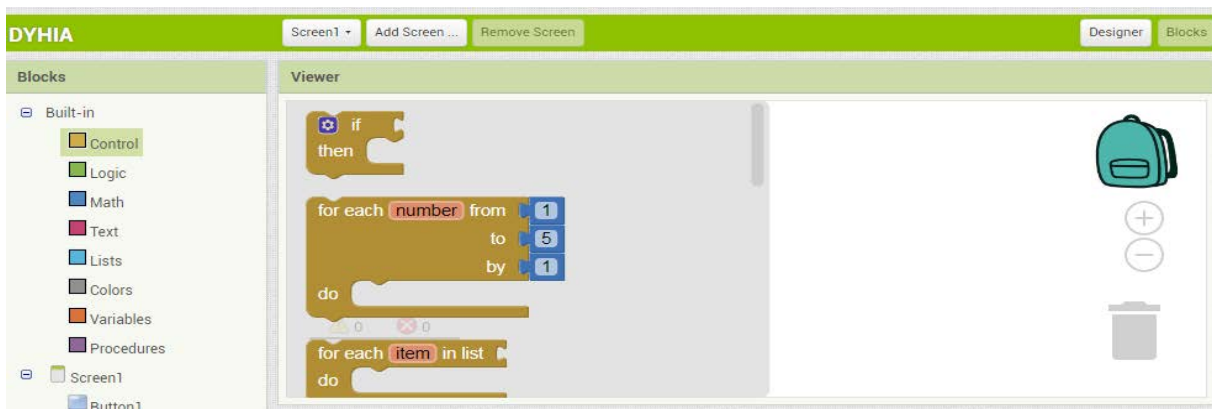 DYHIA
Screen1
Add Screen ...
Remove Screen
Designer
Blocks
Blocks
Viewer
Built-in
Control
Logic
Math
Text
Lists
Colors
Variables
Procedures
Screen1
Button1
if
then
for each number from 1
to 5
by 1
do
0 0
for each item in list
do